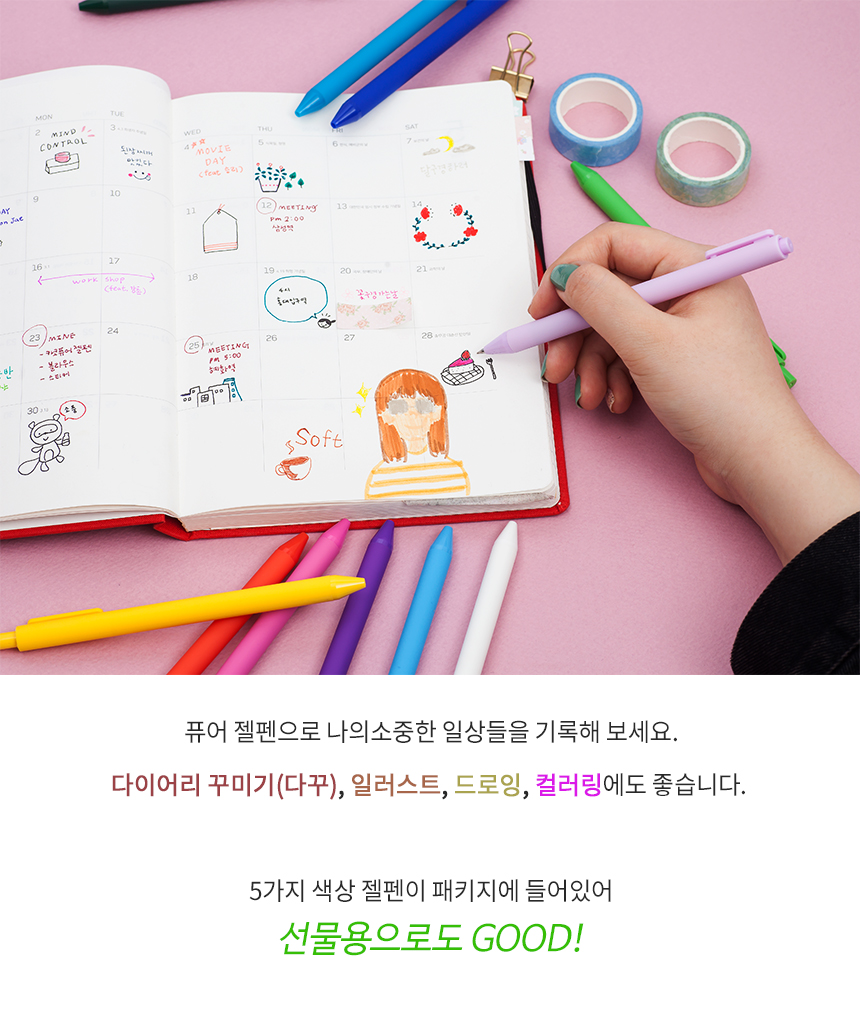 MON
TUE
WED
THU
FRI
SAT
2 MIND
CONTROL
3
4 MOVIE
DAY
5
6
7
9
10
11
12 MEETING
PM 2:00
삼성역
13
14
16
17
work shop
18
19
20
21
23 MINE
24
25 MEETING
PM 5:00
26
27
28
30
소름
Soft
퓨어 젤펜으로 나의소중한 일상들을 기록해 보세요.
다이어리 꾸미기(다꾸), 일러스트, 드로잉, 컬러링에도 좋습니다.
5가지 색상 젤펜이 패키지에 들어있어
선물용으로도 GOOD!